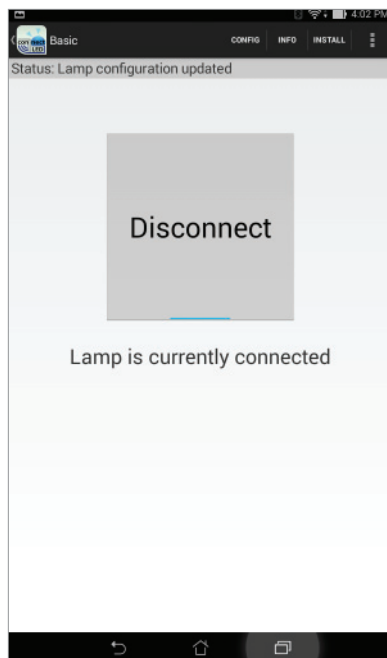 4:02 PM
Basic CONFIG INFO INSTALL
Status: Lamp configuration updated
Disconnect
Lamp is currently connected